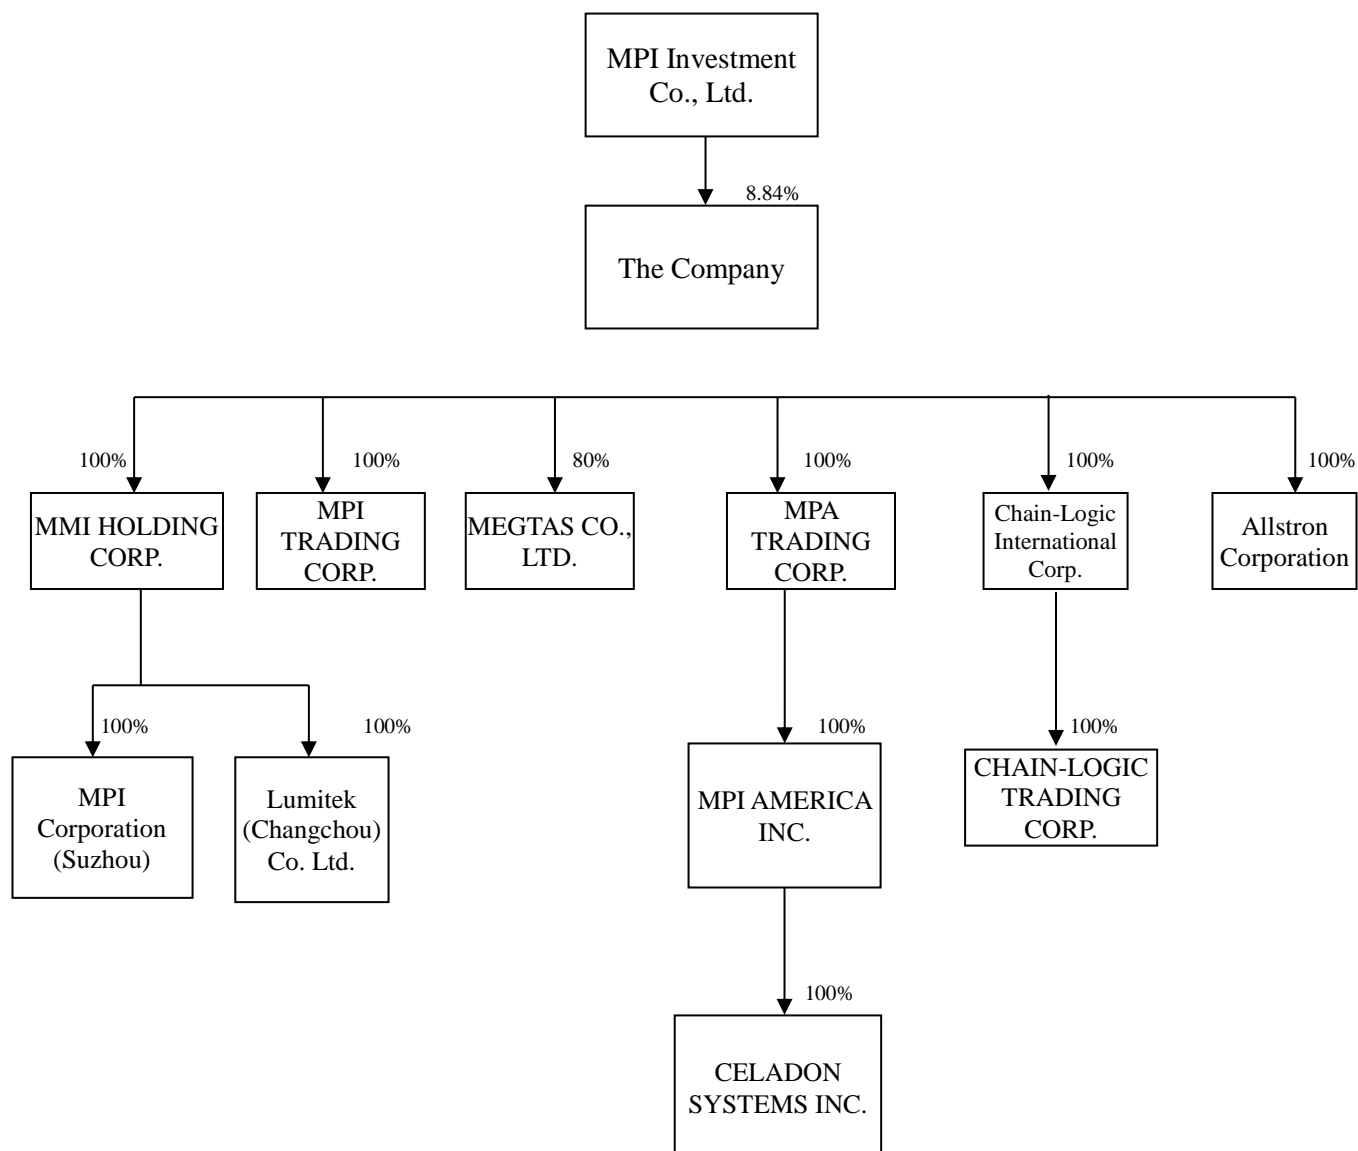 MPI Investment
Co., Ltd.
8.84%
The Company
100%
100%
80%
100%
100%
100%
MMI HOLDING
CORP.
MPI
TRADING
CORP.
MEGTAS CO.,
LTD.
MPA
TRADING
CORP.
Chain-Logic
International
Corp.
Allstron
Corporation
100%
100%
100%
100%
MPI
Corporation
(Suzhou)
Lumitek
(Changchou)
Co. Ltd.
MPI AMERICA
INC.
CHAIN-LOGIC
TRADING
CORP.
100%
CELADON
SYSTEMS INC.